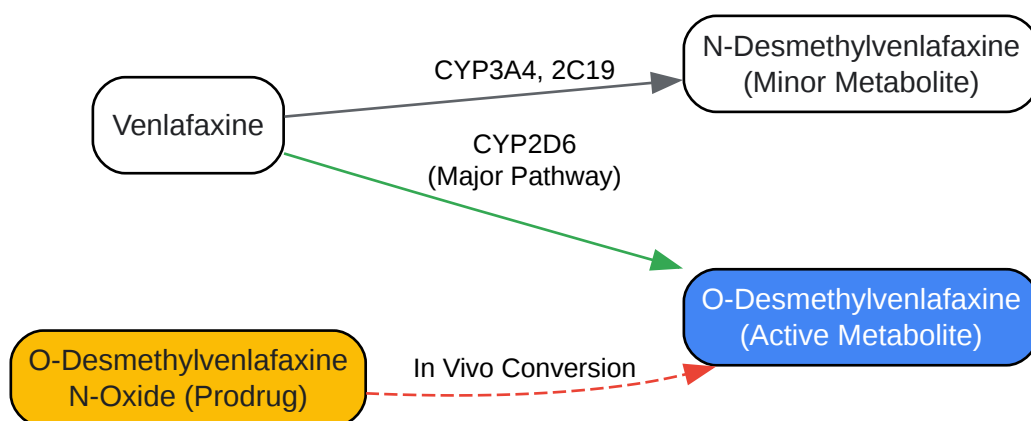 N-Desmethylvenlafaxine
(Minor Metabolite)
CYP3A4, 2C19
Venlafaxine
CYP2D6
(Major Pathway)
O-Desmethylvenlafaxine
(Active Metabolite)
O-Desmethylvenlafaxine
N-Oxide (Prodrug)
In Vivo Conversion